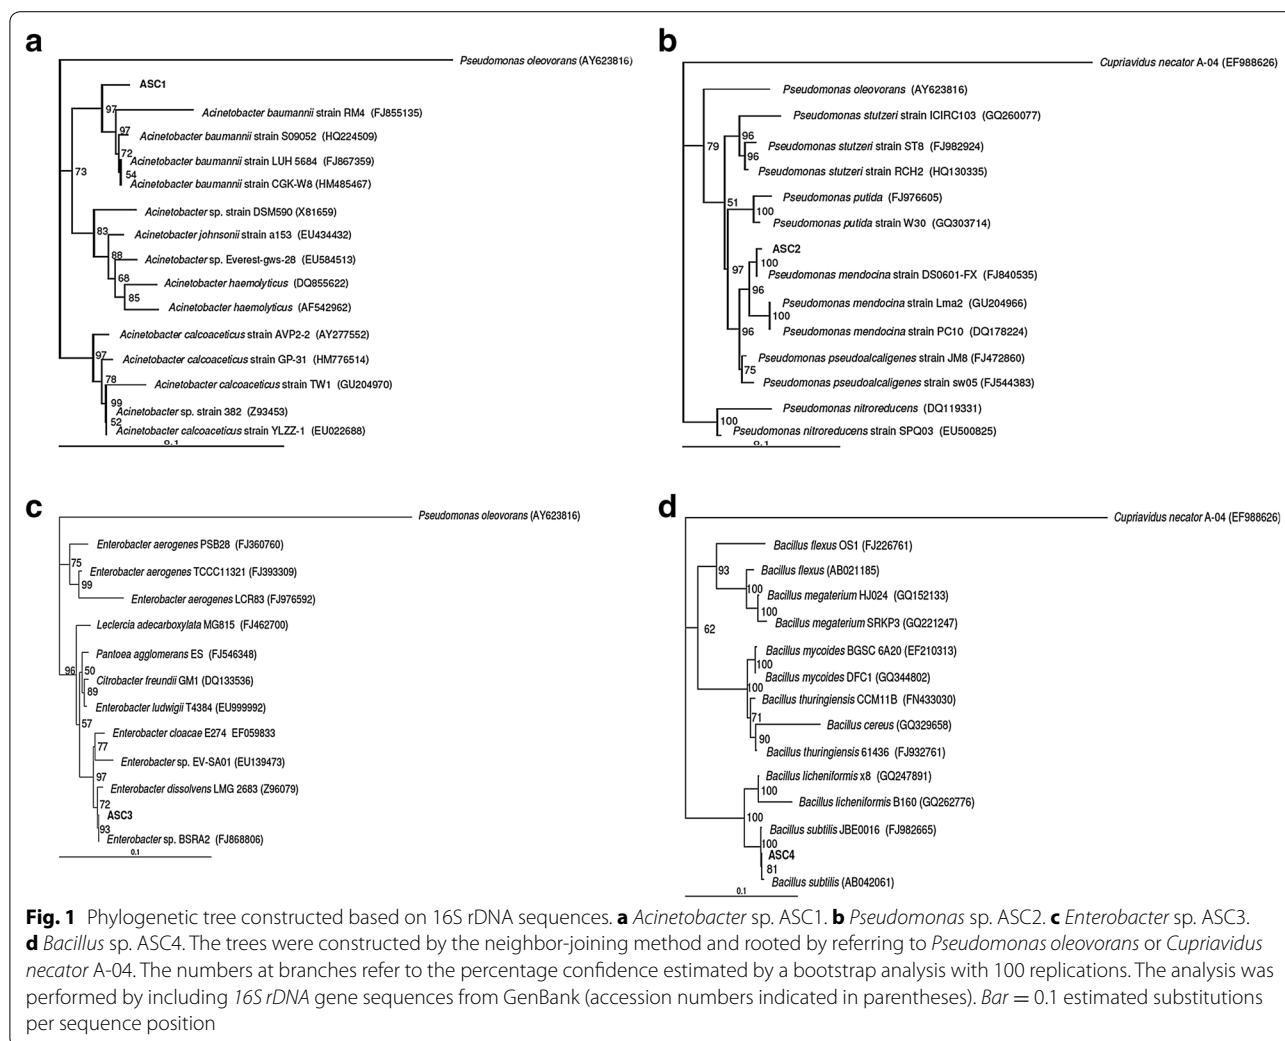 a
Pseudomonas oleovorans (AY623816)
ASC1
97
Acinetobacter baumannii strain RM4 (FJ855135)
97
Acinetobacter baumannii strain S09052 (HQ224509)
72
Acinetobacter baumannii strain LUH 5684 (FJ867359)
54
73
Acinetobacter baumannii strain CGK-W8 (HM485467)
Acinetobacter sp. strain DSM590 (X81659)
83
Acinetobacter johnsonii strain a153 (EU434432)
88
Acinetobacter sp. Everest-gws-28 (EU584513)
68
Acinetobacter haemolyticus (DQ855622)
85
Acinetobacter haemolyticus (AF542962)
Acinetobacter calcoaceticus strain AVP2-2 (AY277552)
97
Acinetobacter calcoaceticus strain GP-31 (HM776514)
78
Acinetobacter calcoaceticus strain TW1 (GU204970)
99
Acinetobacter sp. strain 382 (Z93453)
52
Acinetobacter calcoaceticus strain YLZZ-1 (EU022688)
0.1
b
Cupriavidus necator A-04 (EF988626)
Pseudomonas oleovorans (AY623816)
Pseudomonas stutzeri strain ICIRC103 (GQ260077)
96
79
Pseudomonas stutzeri strain ST8 (FJ982924)
96
Pseudomonas stutzeri strain RCH2 (HQ130335)
Pseudomonas putida (FJ976605)
51
100
Pseudomonas putida strain W30 (GQ303714)
ASC2
100
97
Pseudomonas mendocina strain DS0601-FX (FJ840535)
96
Pseudomonas mendocina strain Lma2 (GU204966)
100
96
Pseudomonas mendocina strain PC10 (DQ178224)
Pseudomonas pseudoalcaligenes strain JM8 (FJ472860)
75
Pseudomonas pseudoalcaligenes strain sw05 (FJ544383)
Pseudomonas nitroreducens (DQ119331)
100
Pseudomonas nitroreducens strain SPQ03 (EU500825)
0.1
c
Pseudomonas oleovorans (AY623816)
Enterobacter aerogenes PSB28 (FJ360760)
75
Enterobacter aerogenes TCCC11321 (FJ393309)
99
Enterobacter aerogenes LCR83 (FJ976592)
Leclercia adecarboxylata MG815 (FJ462700)
Pantoea agglomerans ES (FJ546348)
96
50
Citrobacter freundii GM1 (DQ133536)
89
Enterobacter ludwigii T4384 (EU999992)
57
Enterobacter cloacae E274 EF059833
77
Enterobacter sp. EV-SA01 (EU139473)
97
Enterobacter dissolvens LMG 2683 (Z96079)
72
ASC3
93
Enterobacter sp. BSRA2 (FJ868806)
0.1
d
Cupriavidus necator A-04 (EF988626)
Bacillus flexus OS1 (FJ226761)
93
Bacillus flexus (AB021185)
100
Bacillus megaterium HJ024 (GQ152133)
100
Bacillus megaterium SRKP3 (GQ221247)
62
Bacillus mycoides BGSC 6A20 (EF210313)
100
Bacillus mycoides DFC1 (GQ344802)
100
Bacillus thuringiensis CCM11B (FN433030)
71
Bacillus cereus (GQ329658)
90
Bacillus thuringiensis 61436 (FJ932761)
Bacillus licheniformis x8 (GQ247891)
100
Bacillus licheniformis B160 (GQ262776)
100
Bacillus subtilis JBE0016 (FJ982665)
100
ASC4
81
Bacillus subtilis (AB042061)
0.1
Fig. 1 Phylogenetic tree constructed based on 16S rDNA sequences. a Acinetobacter sp. ASC1. b Pseudomonas sp. ASC2. c Enterobacter sp. ASC3.
d Bacillus sp. ASC4. The trees were constructed by the neighbor-joining method and rooted by referring to Pseudomonas oleovorans or Cupriavidus
necator A-04. The numbers at branches refer to the percentage confidence estimated by a bootstrap analysis with 100 replications. The analysis was
performed by including 16S rDNA gene sequences from GenBank (accession numbers indicated in parentheses). Bar = 0.1 estimated substitutions
per sequence position